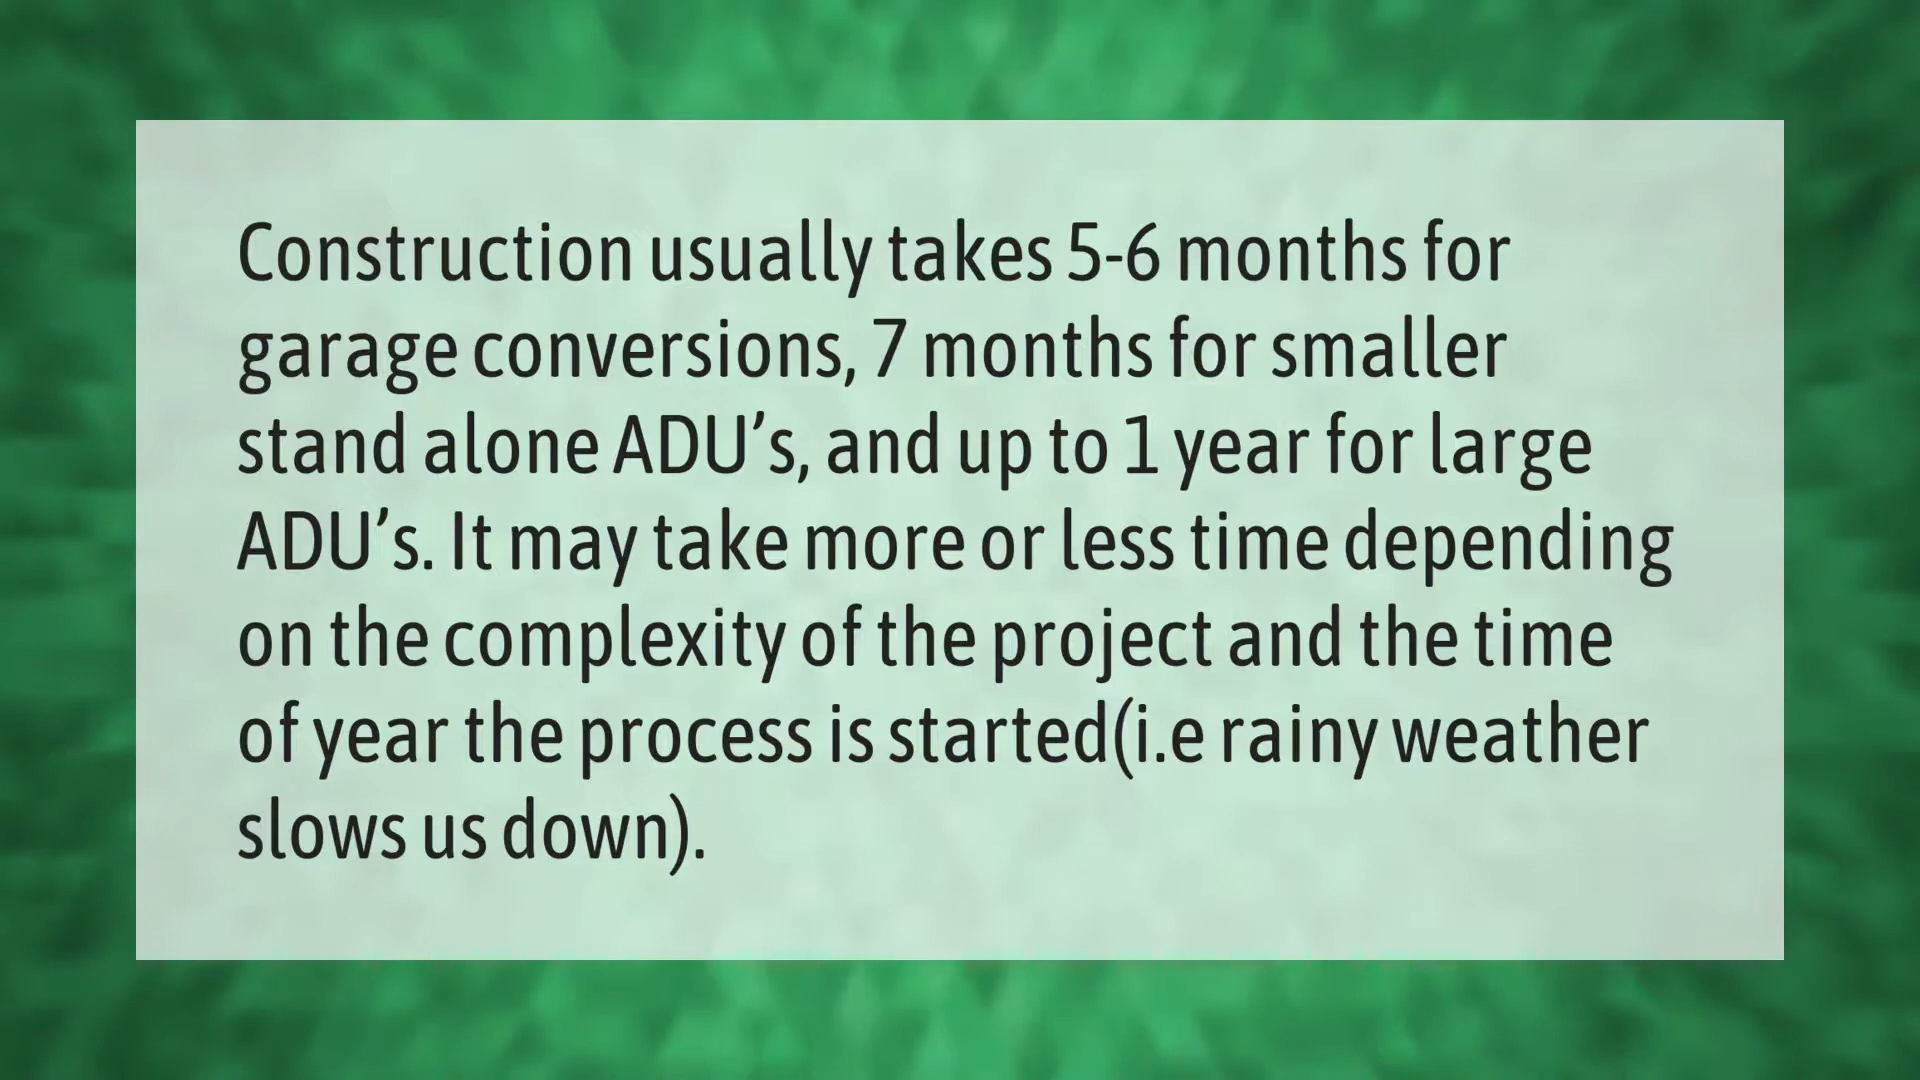 Construction usually takes 5-6 months for
garage conversions, 7 months for smaller
stand alone ADU’s, and up to 1 year for large
ADU’s. It may take more or less time depending
on the complexity of the project and the time
of year the process is started(i.e rainy weather
slows us down).